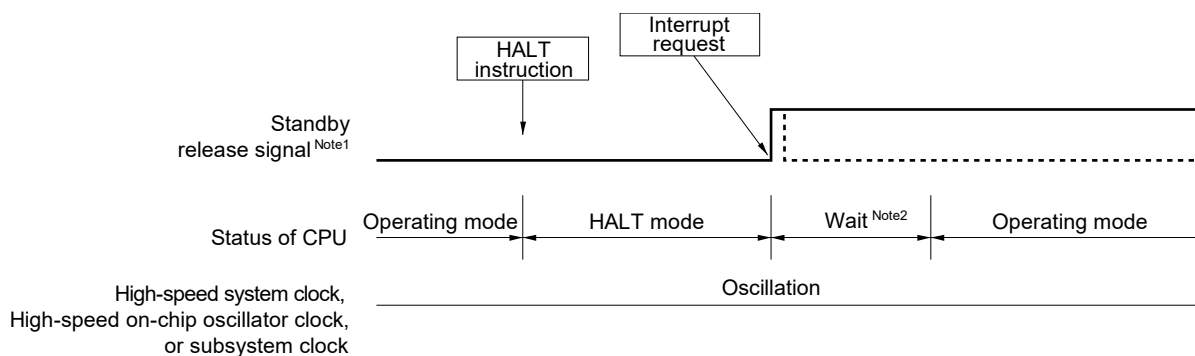 HALT
instruction
Interrupt
request
Standby
release signal Note1
Status of CPU
Operating mode
HALT mode
Wait Note2
Operating mode
High-speed system clock,
High-speed on-chip oscillator clock,
or subsystem clock
Oscillation